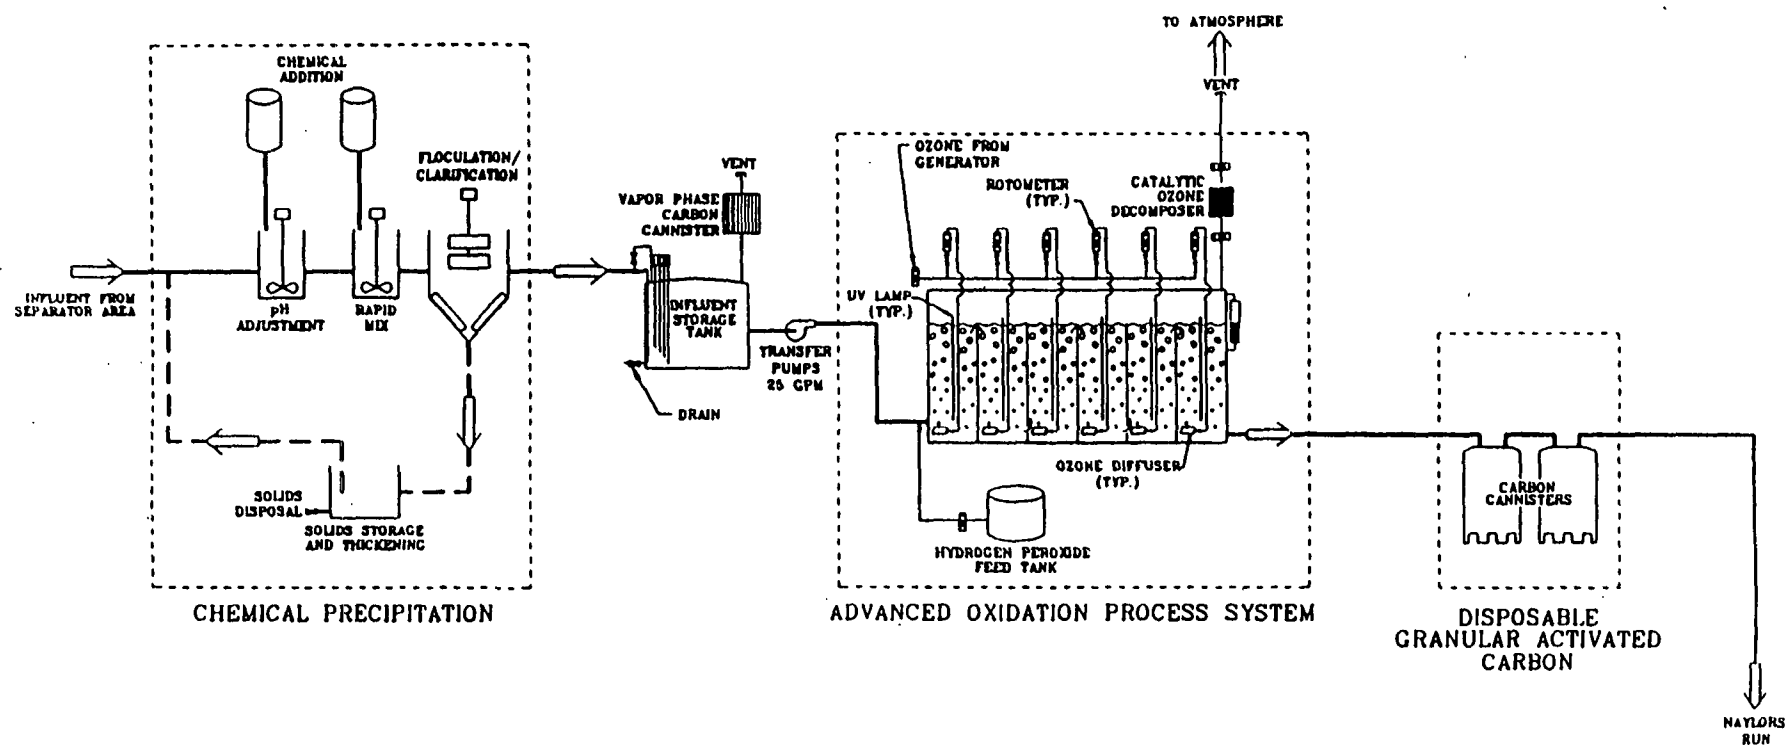 TO ATMOSPHERE
VENT
CHEMICAL
ADDITION
FLOCULATION/
CLARIFICATION
VENT
VAPOR PHASE
CARBON
CANNISTER
OZONE FROM
GENERATOR
ROTOMETER
(TYP.)
CATALYTIC
OZONE
DECOMPOSER
INFLUENT FROM
SEPARATOR AREA
pH
ADJUSTMENT
RAPID
MIX
INFLUENT
STORAGE
TANK
UV LAMP
(TYP.)
TRANSFER
PUMPS
25 GPM
DRAIN
OZONE DIFFUSER
(TYP.)
SOLIDS
DISPOSAL
SOLIDS STORAGE
AND THICKENING
HYDROGEN PEROXIDE
FEED TANK
CARBON
CANNISTERS
CHEMICAL PRECIPITATION
ADVANCED OXIDATION PROCESS SYSTEM
DISPOSABLE
GRANULAR ACTIVATED
CARBON
NAYLORS
RUN